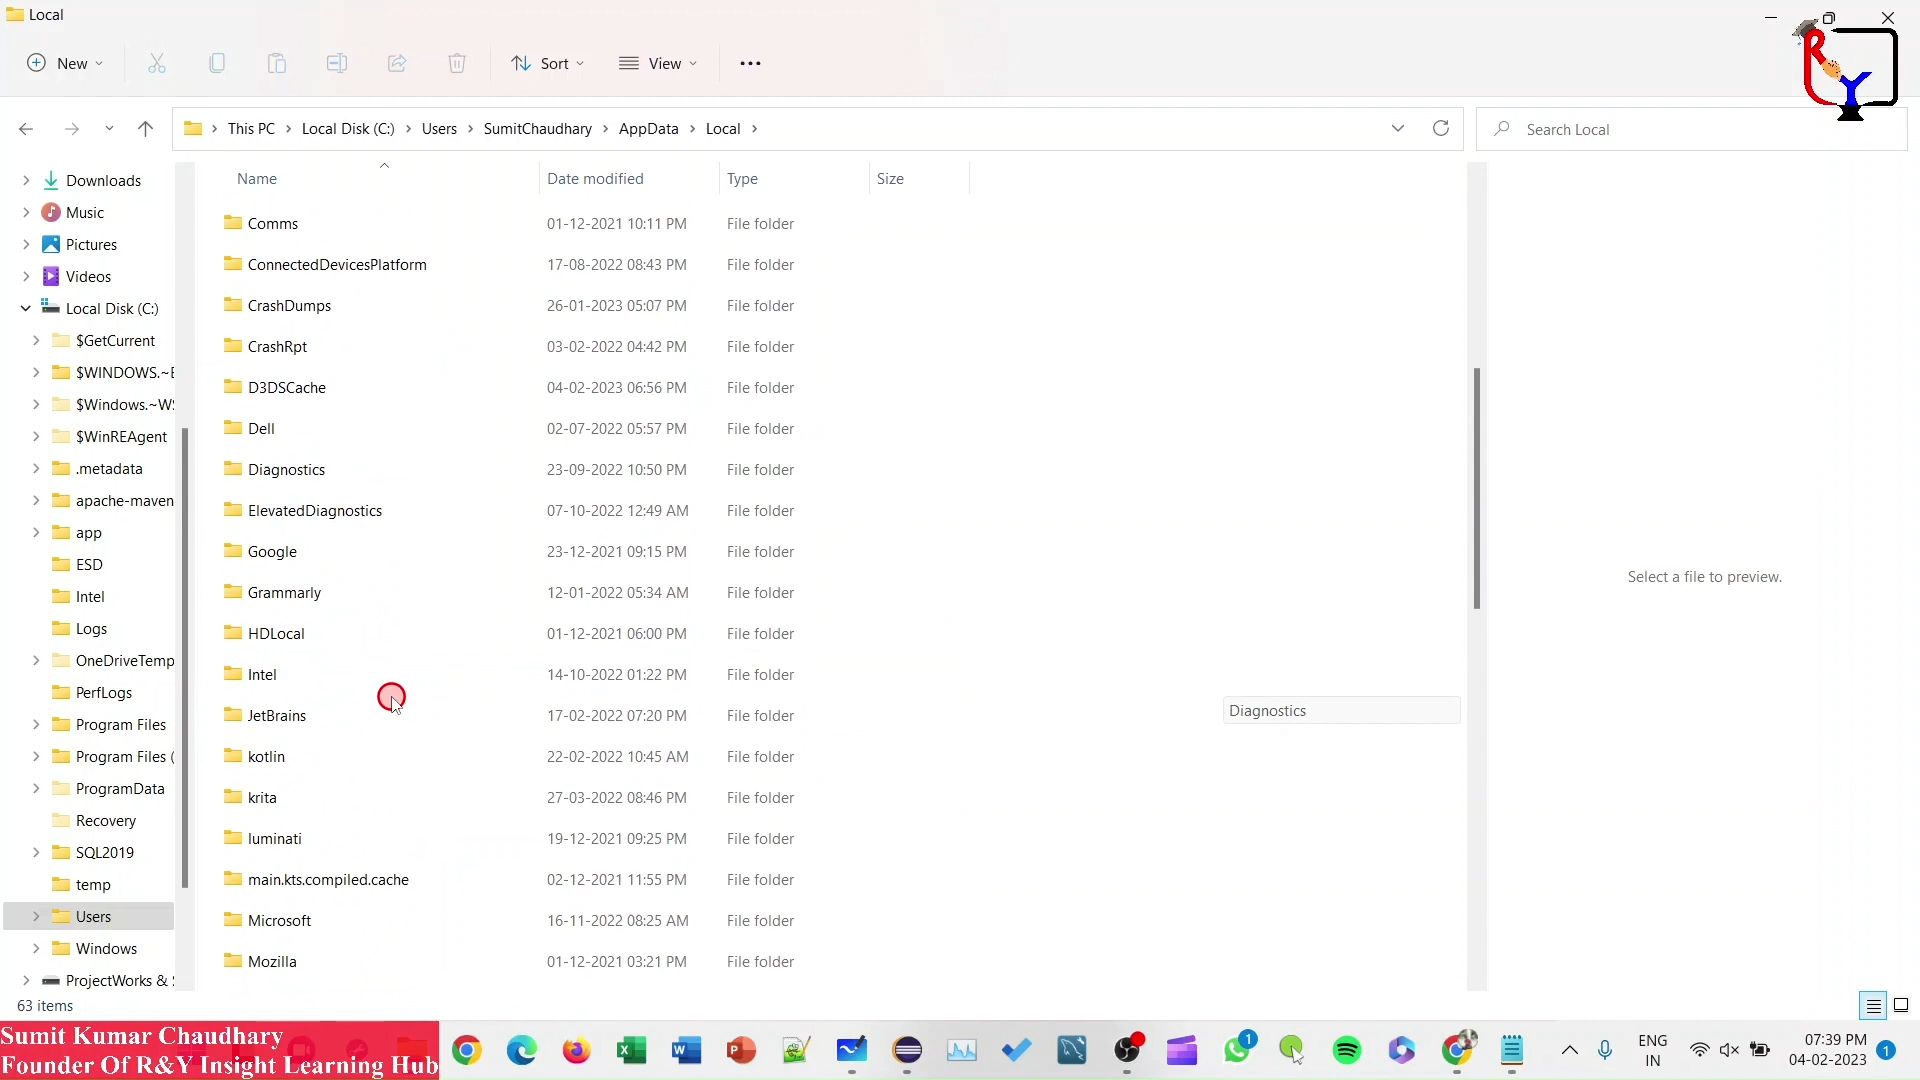 Local
New
Sort
View
This PC
Local Disk (C:)
Users
SumitChaudhary
AppData
Local
Search Local
RY
Name
Date modified
Type
Size
Downloads
Music
Pictures
Videos
Local Disk (C:)
$GetCurrent
$WINDOWS.~E
$Windows.~WS
$WinREAgent
.metadata
apache-maven
app
ESD
Intel
Logs
OneDriveTemp
PerfLogs
Program Files
Program Files (
ProgramData
Recovery
SQL2019
temp
Users
Windows
ProjectWorks & S
Comms 01-12-2021 10:11 PM File folder
ConnectedDevicesPlatform 17-08-2022 08:43 PM File folder
CrashDumps 26-01-2023 05:07 PM File folder
CrashRpt 03-02-2022 04:42 PM File folder
D3DSCache 04-02-2023 06:56 PM File folder
Dell 02-07-2022 05:57 PM File folder
Diagnostics 23-09-2022 10:50 PM File folder
ElevatedDiagnostics 07-10-2022 12:49 AM File folder
Google 23-12-2021 09:15 PM File folder
Grammarly 12-01-2022 05:34 AM File folder
HDLocal 01-12-2021 06:00 PM File folder
Intel 14-10-2022 01:22 PM File folder
JetBrains 17-02-2022 07:20 PM File folder
kotlin 22-02-2022 10:45 AM File folder
krita 27-03-2022 08:46 PM File folder
luminati 19-12-2021 09:25 PM File folder
main.kts.compiled.cache 02-12-2021 11:55 PM File folder
Microsoft 16-11-2022 08:25 AM File folder
Mozilla 01-12-2021 03:21 PM File folder
Diagnostics
Select a file to preview.
63 items
Sumit Kumar Chaudhary
Founder Of R&Y Insight Learning Hub
1
ENG
IN
07:39 PM
04-02-2023
1